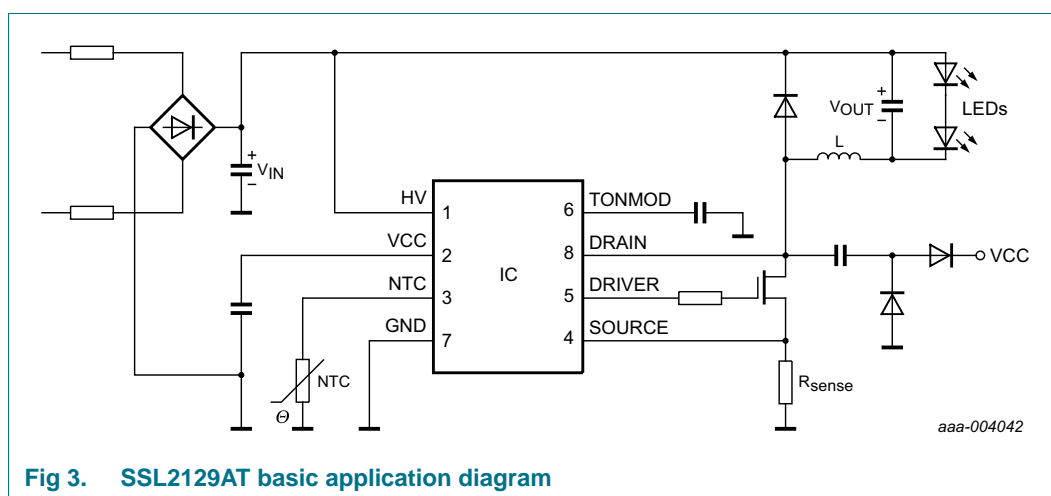 +
VIN
−
HV
1
VCC
2
NTC
3
GND
7
IC
6
TONMOD
8
DRAIN
5
DRIVER
4
SOURCE
NTC
Θ
VOUT
+
−
L
LEDs
VCC
Rsense
aaa-004042
Fig 3. SSL2129AT basic application diagram